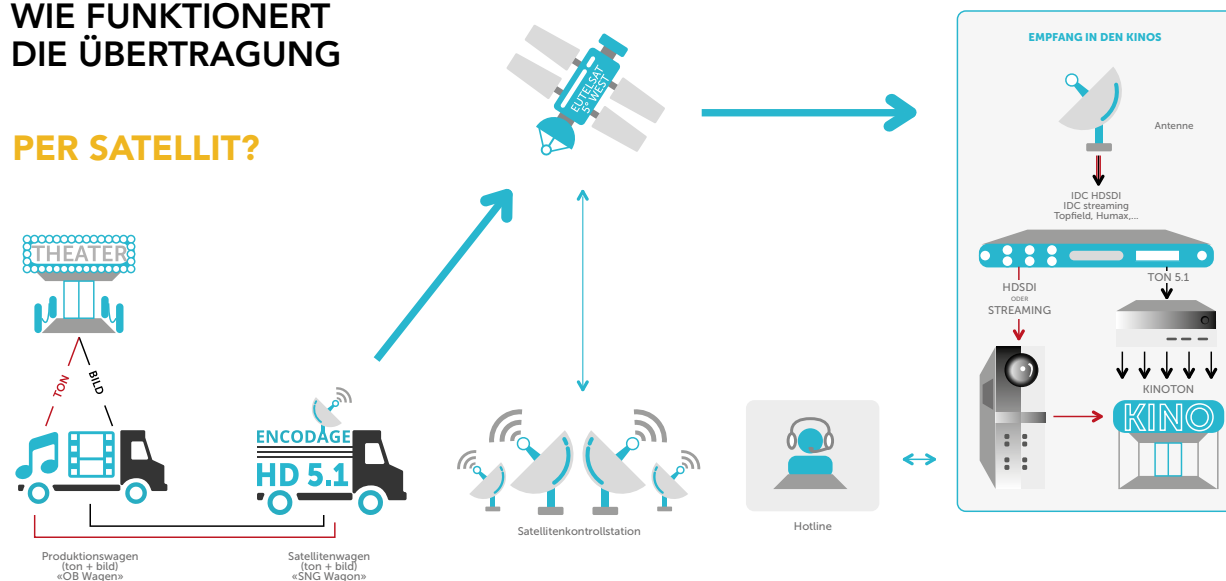 WIE FUNKTIONERT
DIE ÜBERTRAGUNG
PER SATELLIT?
THEATER
TON
BILD
Produktionswagen
(ton + bild)
«OB Wagen»
ENCODAGE
HD 5.1
Satellitenwagen
(ton + bild)
«SNG Wagon»
EUTELSAT
5° WEST
Satellitenkontrollstation
Hotline
EMPFANG IN DEN KINOS
Antenne
IDC HDSDI
IDC streaming
Topfield, Humax,...
HDSDI
ODER
STREAMING
TON 5.1
KINOTON
KINO